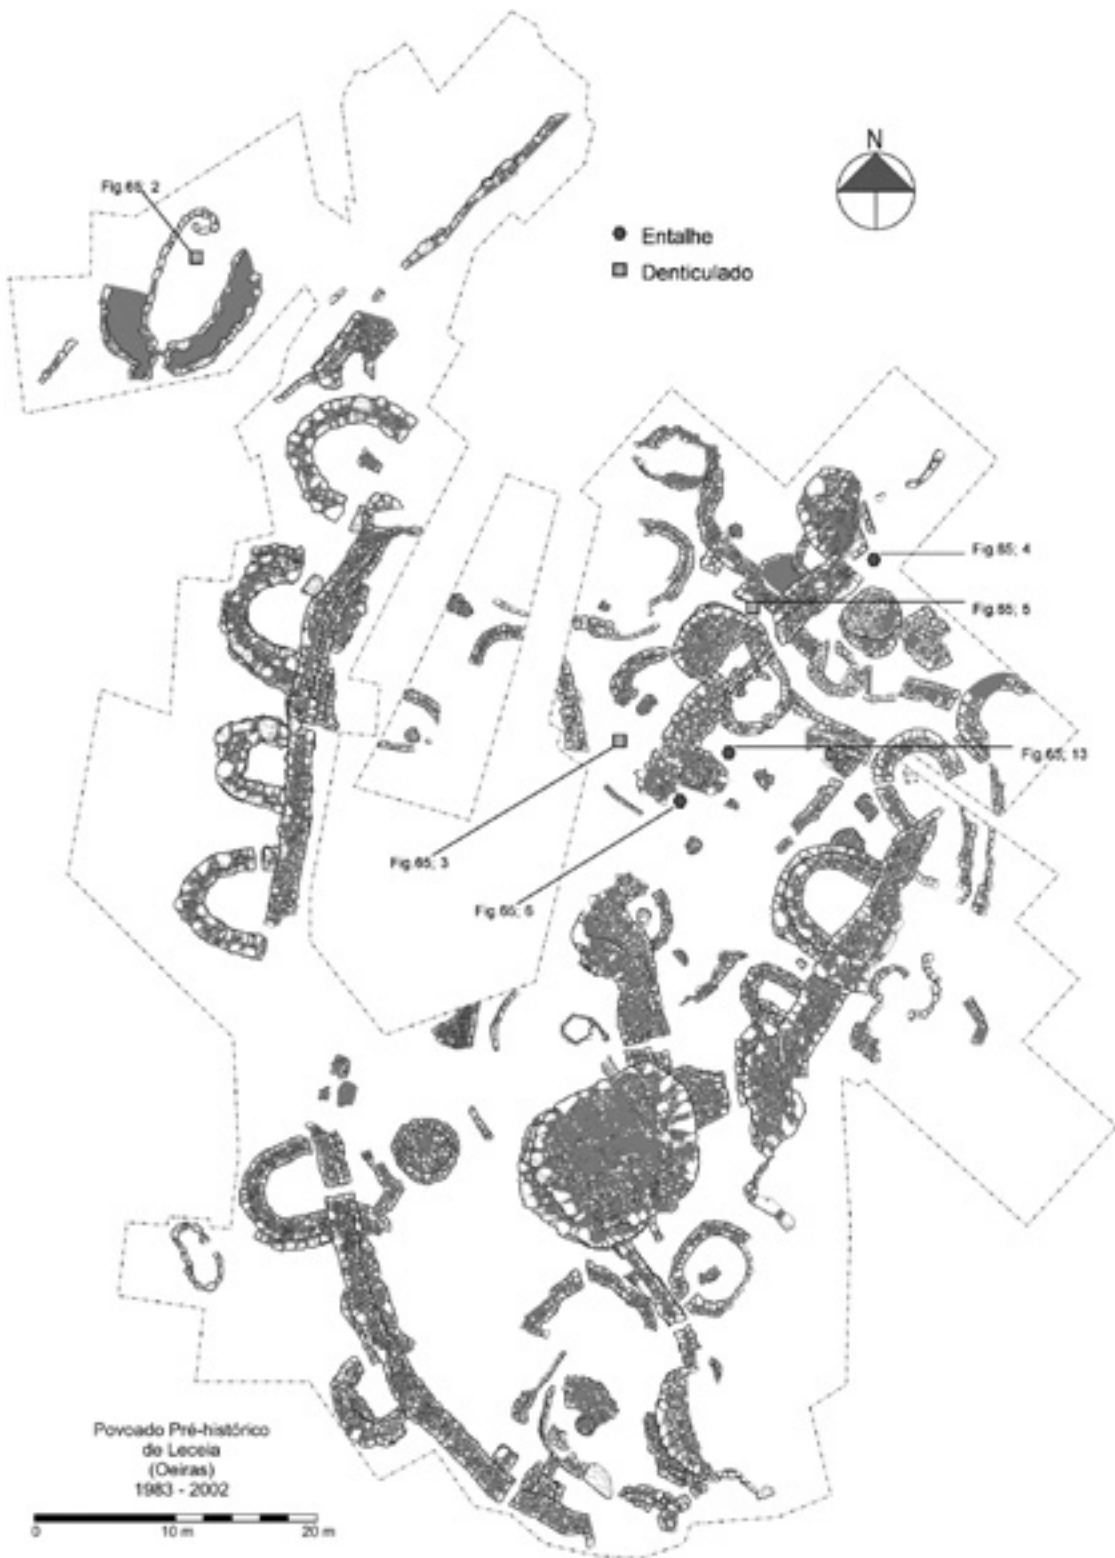 N
Entalhe
Denticulado
Fig.65; 2
Fig.65; 4
Fig.65; 5
Fig.65; 13
Fig.65; 3
Fig.65; 6
Povoado Pré-histórico
de Leceia
(Oeiras)
1983 - 2002
0 10 m 20 m